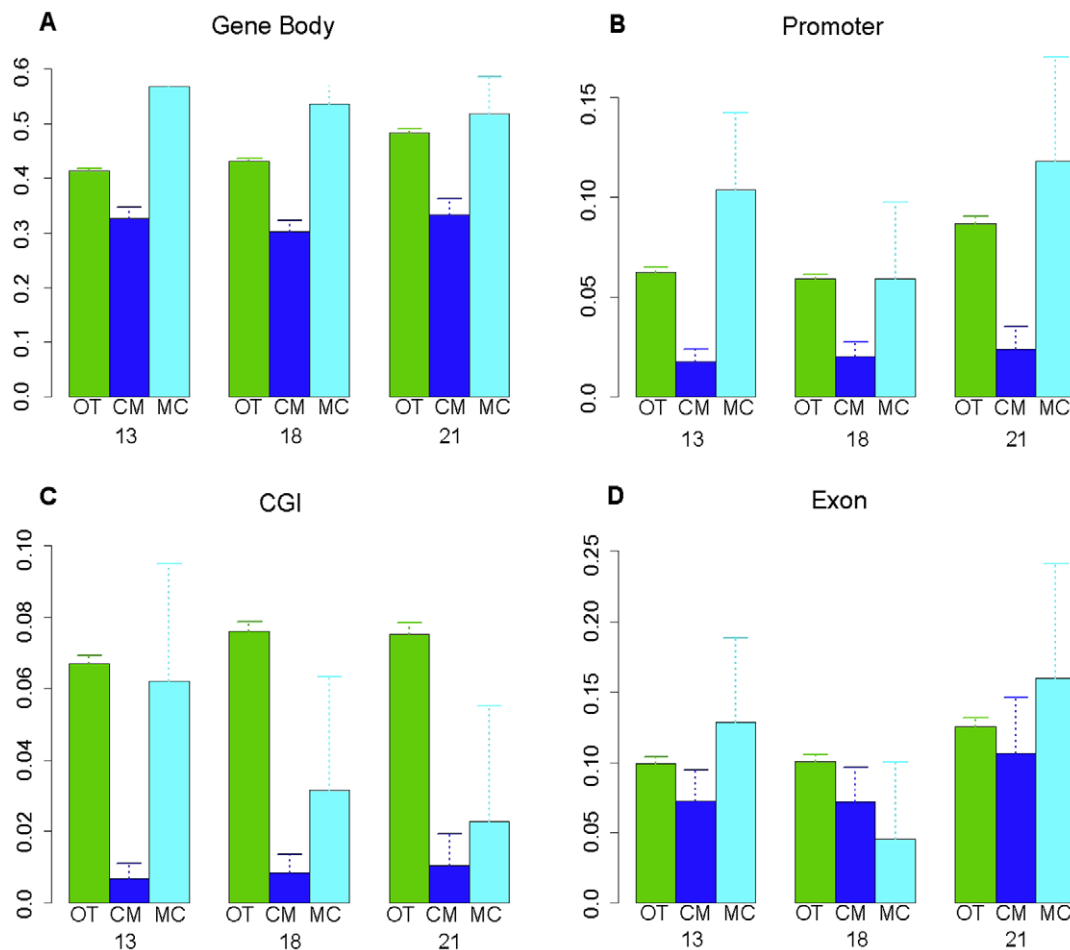 A
Gene Body
0.6
0.5
0.4
0.3
0.2
0.1
0.0
OT CM MC OT CM MC OT CM MC
13 18 21
B
Promoter
0.15
0.10
0.05
0.0
OT CM MC OT CM MC OT CM MC
13 18 21
C
CGI
0.10
0.08
0.06
0.04
0.02
0.0
OT CM MC OT CM MC OT CM MC
13 18 21
D
Exon
0.25
0.20
0.15
0.10
0.05
0.0
OT CM MC OT CM MC OT CM MC
13 18 21